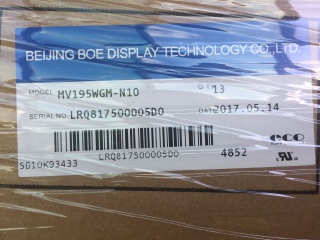 BEIJING BOE DISPLAY TECHNOLOGY CO.,LTD.
MODEL MV195WGM-N10 13
SERIAL NO. LRQ817500005D0 DATE 2017.05.14
LRQ817500005D0 4852
SD10K93433
eco